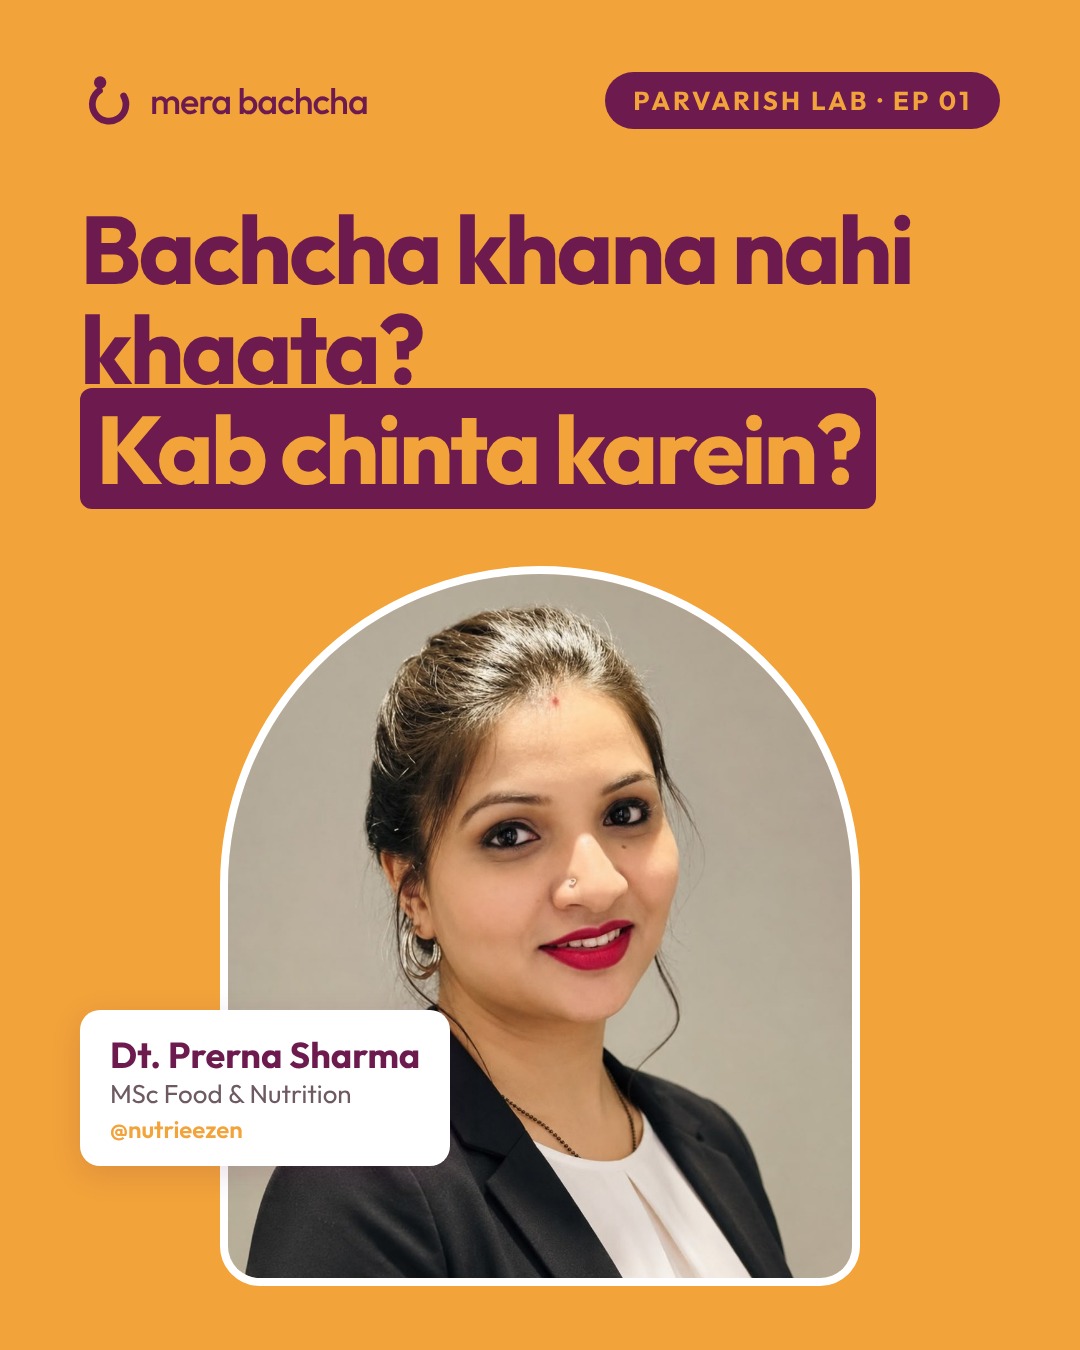 mera bachcha
PARVARISH LAB · EP 01
Bachcha khana nahi
khaata?
Kab chinta karein?
Dt. Prerna Sharma
MSc Food & Nutrition
@nutrieezen